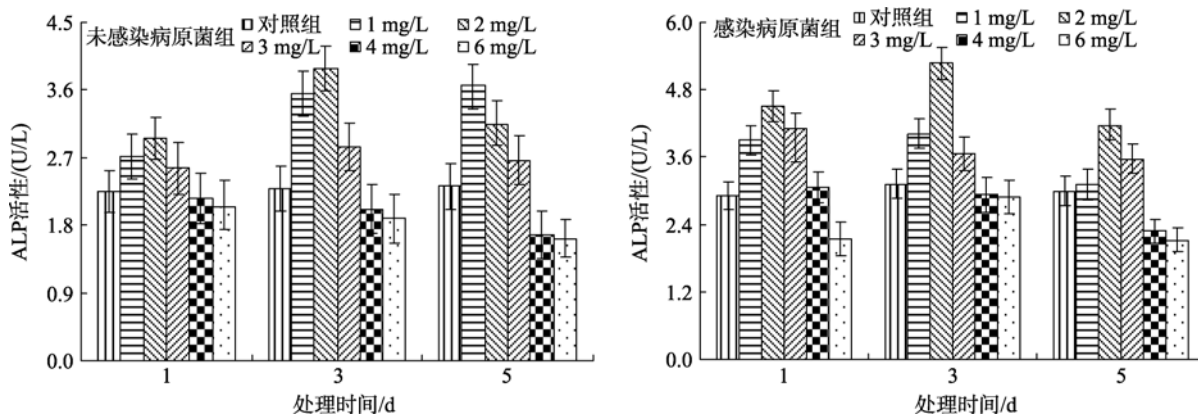 4.5
3.6
2.7
1.8
0.9
0.0
ALP活性/(U/L)
未感染病原菌组
对照组 1 mg/L 2 mg/L
3 mg/L 4 mg/L 6 mg/L
1 3 5
处理时间/d
6.0
4.8
3.6
2.4
1.2
0.0
ALP活性/(U/L)
感染病原菌组
对照组 1 mg/L 2 mg/L
3 mg/L 4 mg/L 6 mg/L
1 3 5
处理时间/d